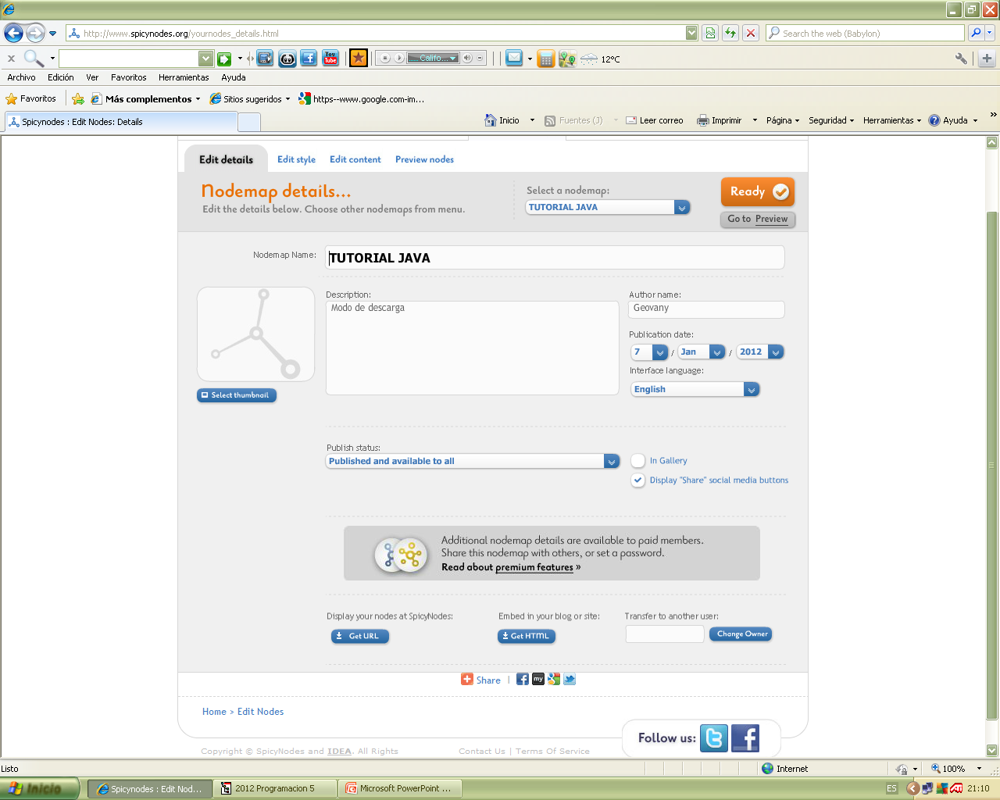 http://www.spicynodes.org/yournodes_details.html
Search the web (Babylon)
You Tube
Califo...
12°C
Archivo Edición Ver Favoritos Herramientas Ayuda
Favoritos
Más complementos
Sitios sugeridos
https--www.google.com-im...
Spicynodes : Edit Nodes: Details
Inicio
Fuentes (J)
Leer correo
Imprimir
Página
Seguridad
Herramientas
Ayuda
Edit details
Edit style
Edit content
Preview nodes
Nodemap details...
Edit the details below. Choose other nodemaps from menu.
Select a nodemap:
TUTORIAL JAVA
Ready
Go to Preview
Nodemap Name:
TUTORIAL JAVA
Description:
Modo de descarga
Author name:
Geovany
Publication date:
7 / Jan / 2012
Interface language:
English
Select thumbnail
Publish status:
Published and available to all
In Gallery
Display "Share" social media buttons
Additional nodemap details are available to paid members.
Share this nodemap with others, or set a password.
Read about premium features »
Display your nodes at SpicyNodes:
Get URL
Embed in your blog or site:
Get HTML
Transfer to another user:
Change Owner
Share | my
Home > Edit Nodes
Follow us:
Copyright © SpicyNodes and IDEA. All Rights
Contact Us | Terms Of Service
Listo
Internet
100%
Inicio
Spicynodes : Edit Nod...
2012 Programacion 5
Microsoft PowerPoint ...
ES
21:10